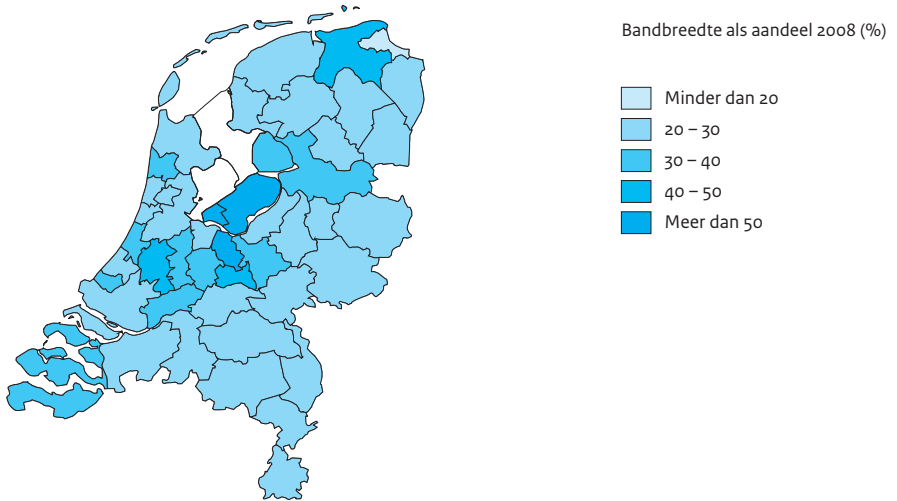 Bandbreedte als aandeel 2008 (%)
Minder dan 20
20 – 30
30 – 40
40 – 50
Meer dan 50